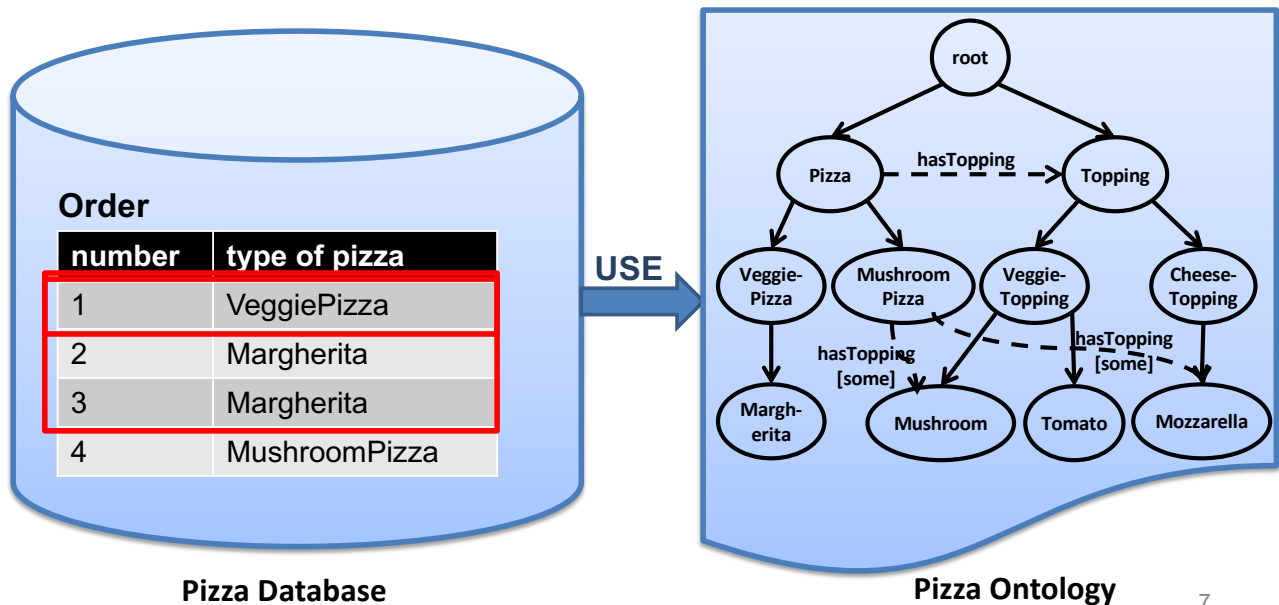 Order
number type of pizza
1 VeggiePizza
2 Margherita
3 Margherita
4 MushroomPizza
Pizza Database
USE
root
Pizza hasTopping Topping
Veggie-
Pizza
Mushroom
Pizza
Veggie-
Topping
Cheese-
Topping
hasTopping
[some]
hasTopping
[some]
Margh-
erita
Mushroom
Tomato
Mozzarella
Pizza Ontology
7